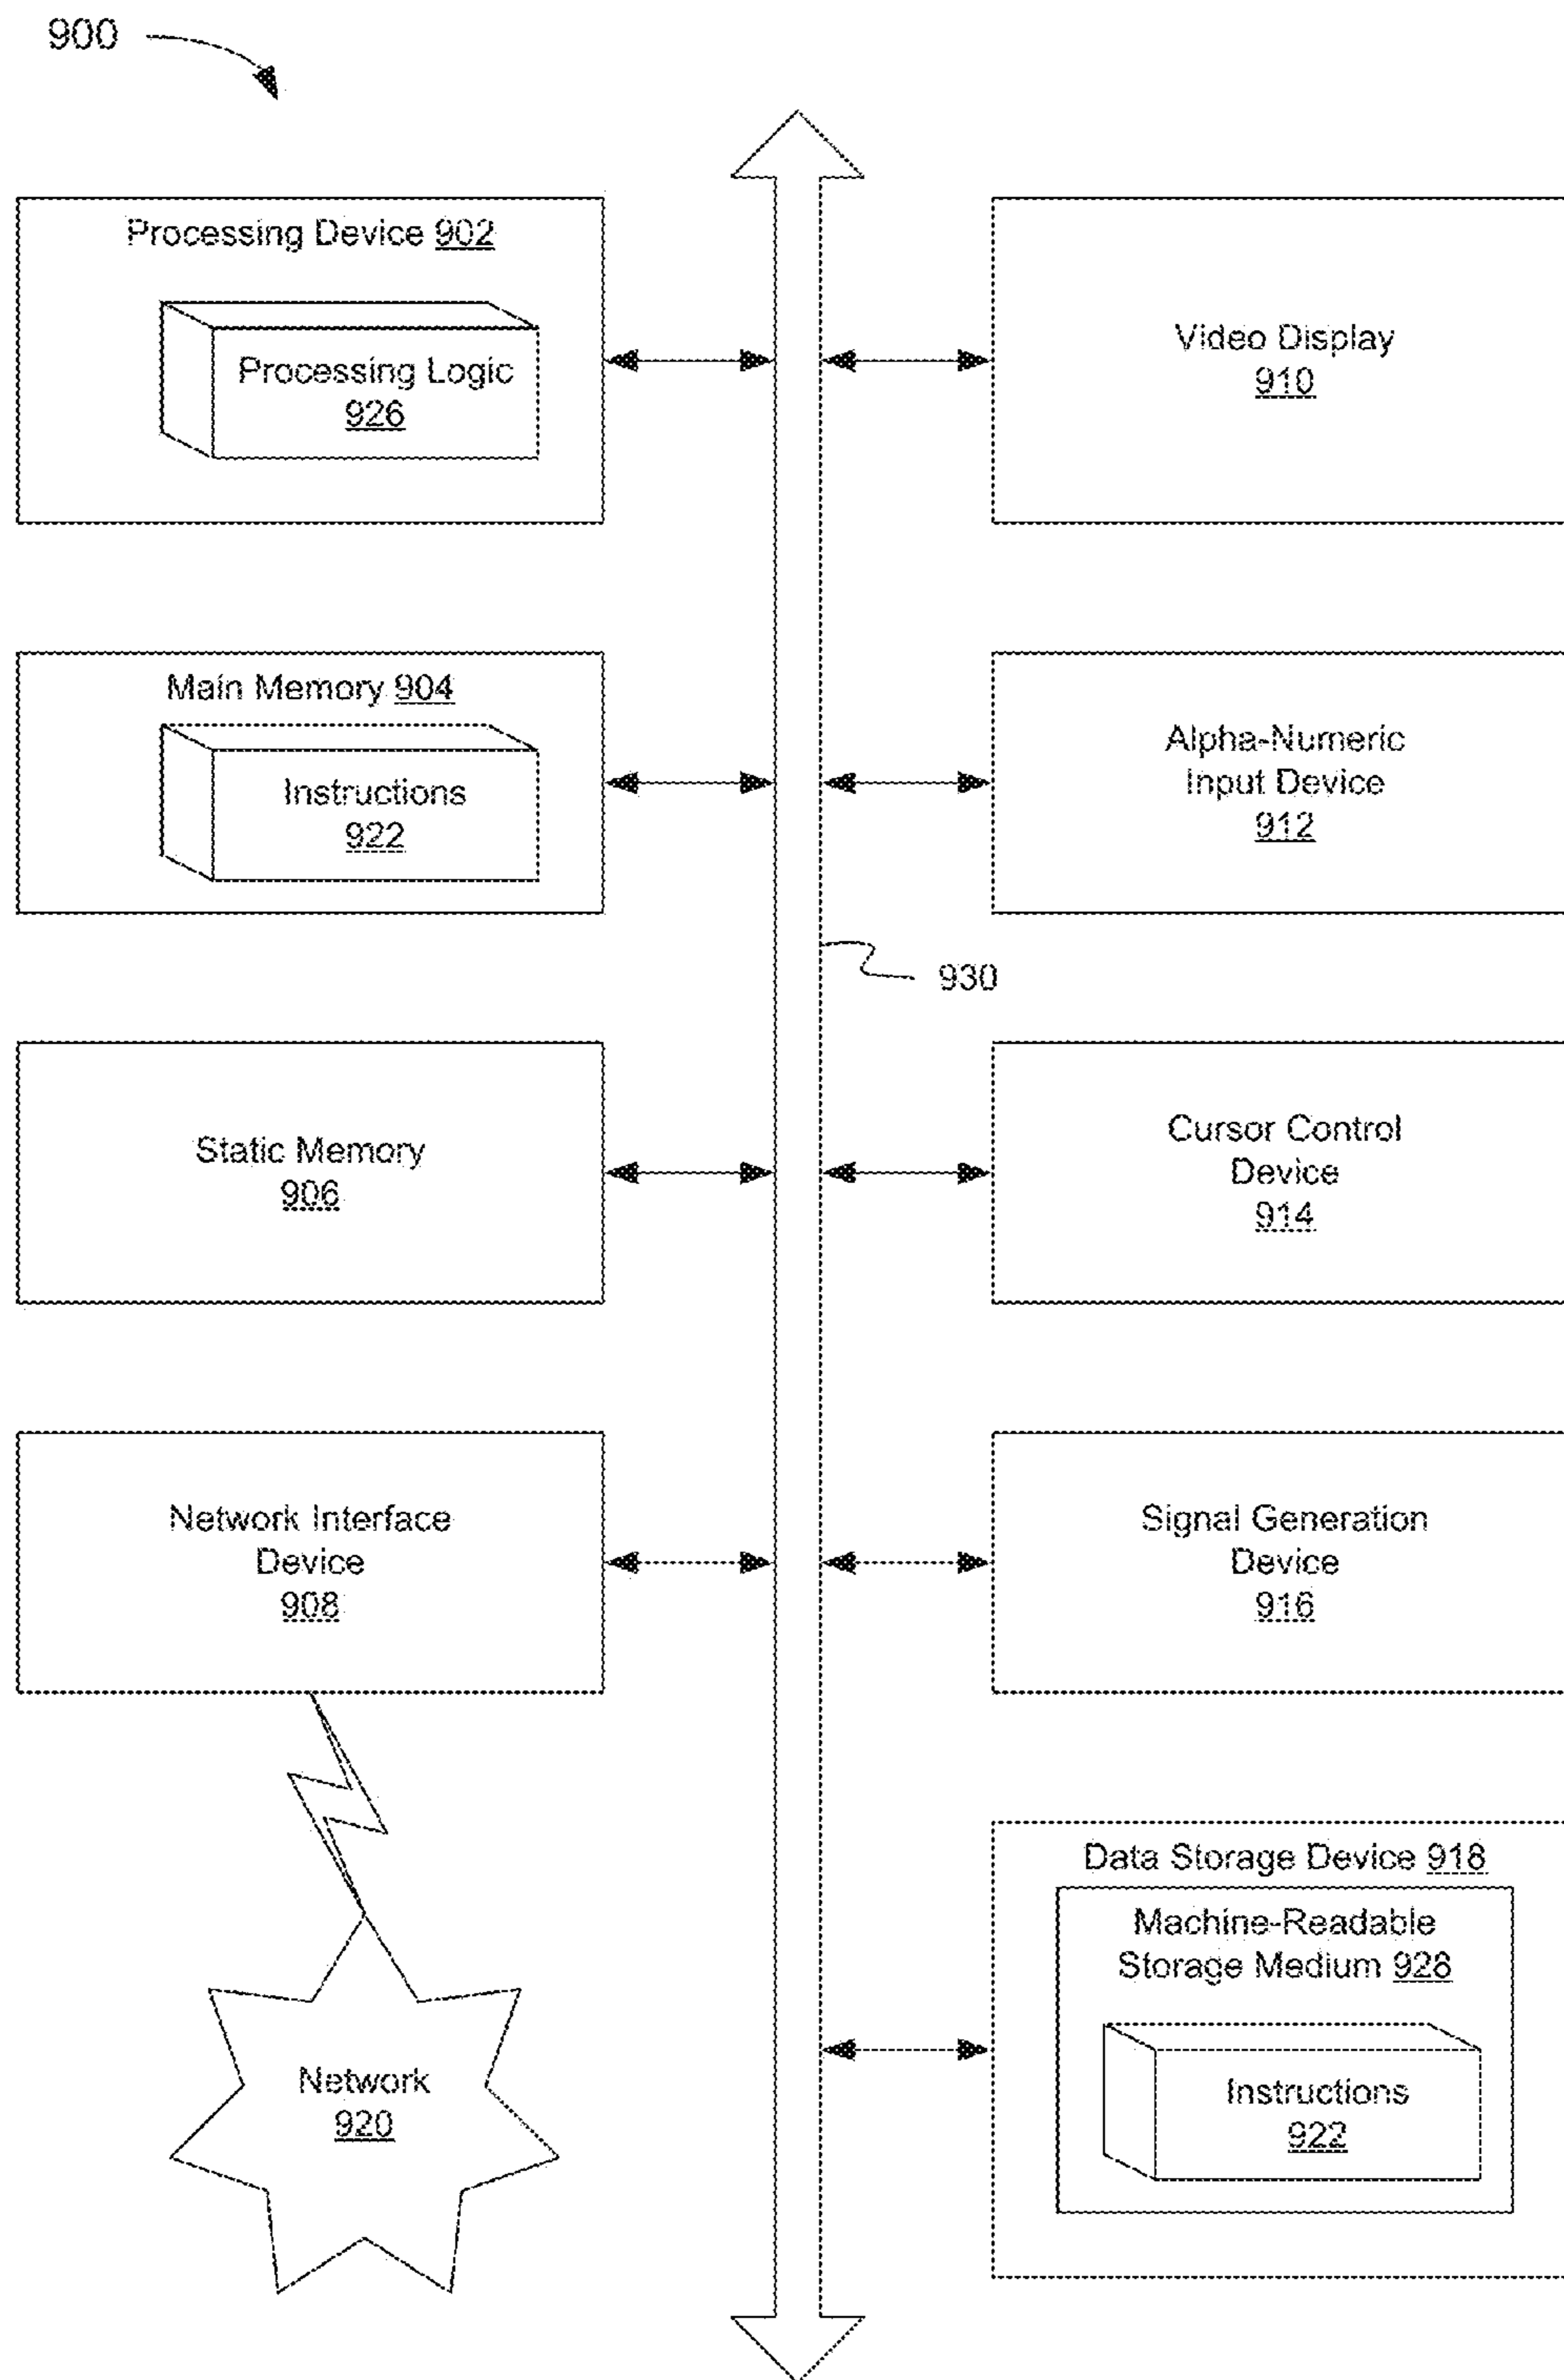 900
Processing Device 902
Processing Logic
926
Video Display
910
Main Memory 904
Instructions
922
Alpha-Numeric
Input Device
912
930
Static Memory
906
Cursor Control
Device
914
Network Interface
Device
908
Signal Generation
Device
916
Data Storage Device 918
Machine-Readable
Storage Medium 928
Instructions
922
Network
920